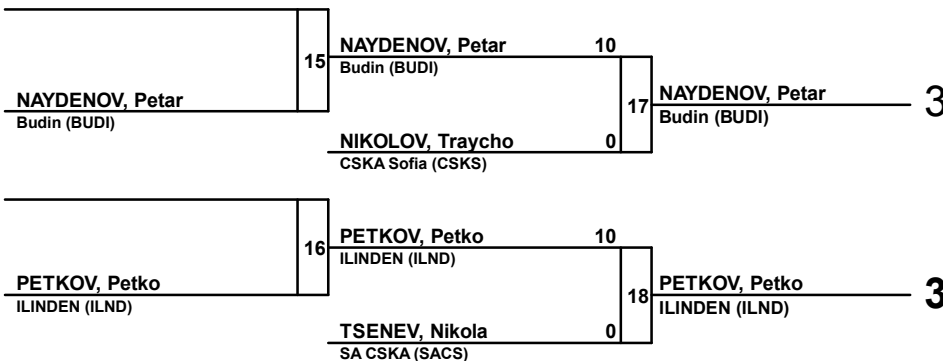 NAYDENOV, Petar
Budin (BUDI)
15
NAYDENOV, Petar 10
Budin (BUDI)
NIKOLOV, Traycho 0
CSKA Sofia (CSKS)
17
NAYDENOV, Petar
Budin (BUDI)
3
PETKOV, Petko
ILINDEN (ILND)
16
PETKOV, Petko 10
ILINDEN (ILND)
TSENEV, Nikola 0
SA CSKA (SACS)
18
PETKOV, Petko
ILINDEN (ILND)
3